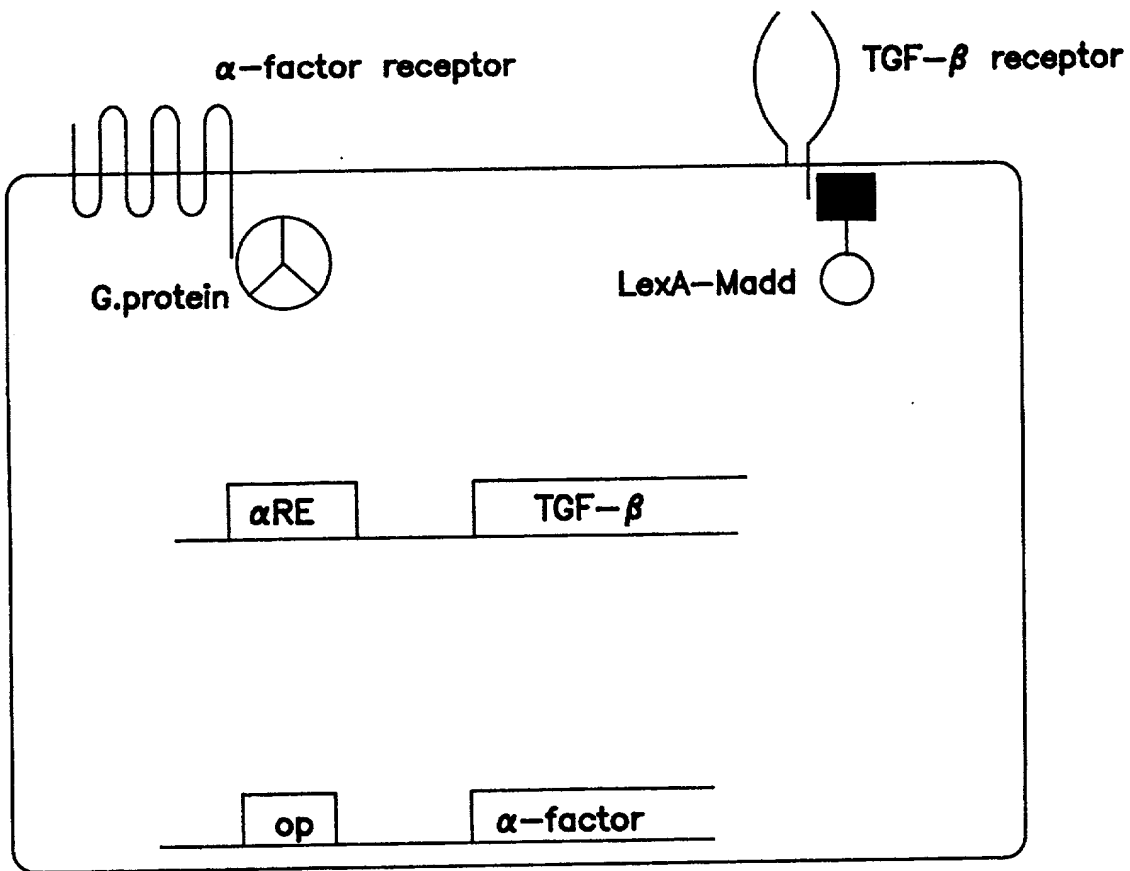 α-factor receptor
TGF-β receptor
G.protein
LexA-Madd
αRE
TGF-β
op
α-factor